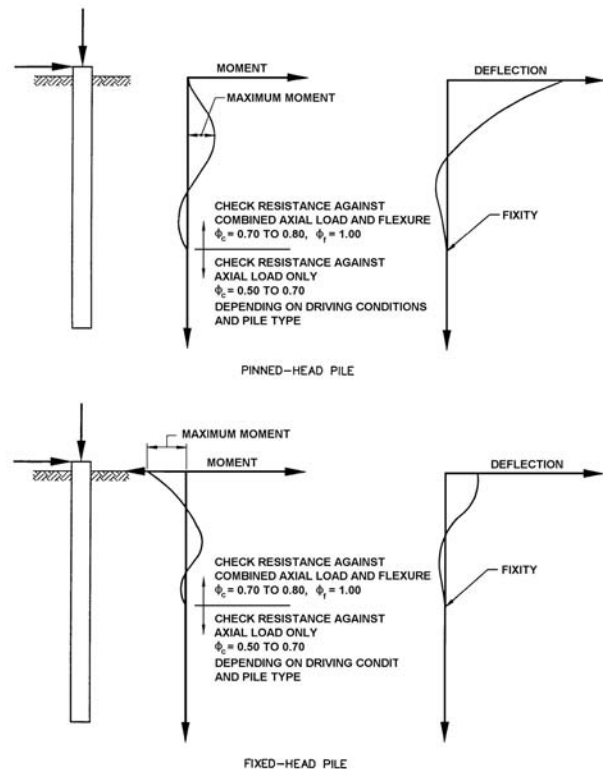 MOMENT
DEFLECTION
MAXIMUM MOMENT
CHECK RESISTANCE AGAINST
COMBINED AXIAL LOAD AND FLEXURE
ϕc = 0.70 TO 0.80, ϕf = 1.00
FIXITY
CHECK RESISTANCE AGAINST
AXIAL LOAD ONLY
ϕc = 0.50 TO 0.70
DEPENDING ON DRIVING CONDITIONS
AND PILE TYPE
PINNED-HEAD PILE
MAXIMUM MOMENT
MOMENT
DEFLECTION
CHECK RESISTANCE AGAINST
COMBINED AXIAL LOAD AND FLEXURE
ϕc = 0.70 TO 0.80, ϕf = 1.00
FIXITY
CHECK RESISTANCE AGAINST
AXIAL LOAD ONLY
ϕc = 0.50 TO 0.70
DEPENDING ON DRIVING CONDIT
AND PILE TYPE
FIXED-HEAD PILE